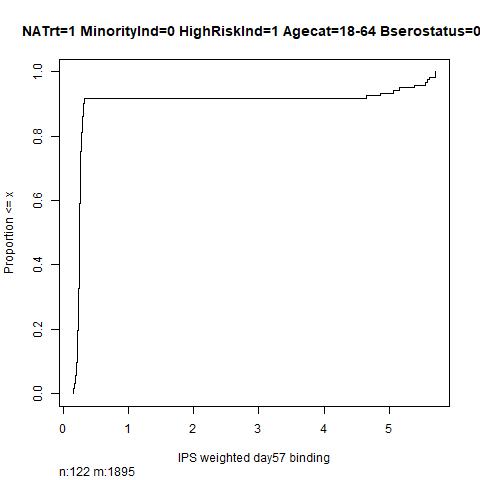 NATrt=1 MinorityInd=0 HighRiskInd=1 Agecat=18-64 Bserostatus=0
Proportion <= x
1.0
0.8
0.6
0.4
0.2
0.0
0 1 2 3 4 5
IPS weighted day57 binding
n:122 m:1895